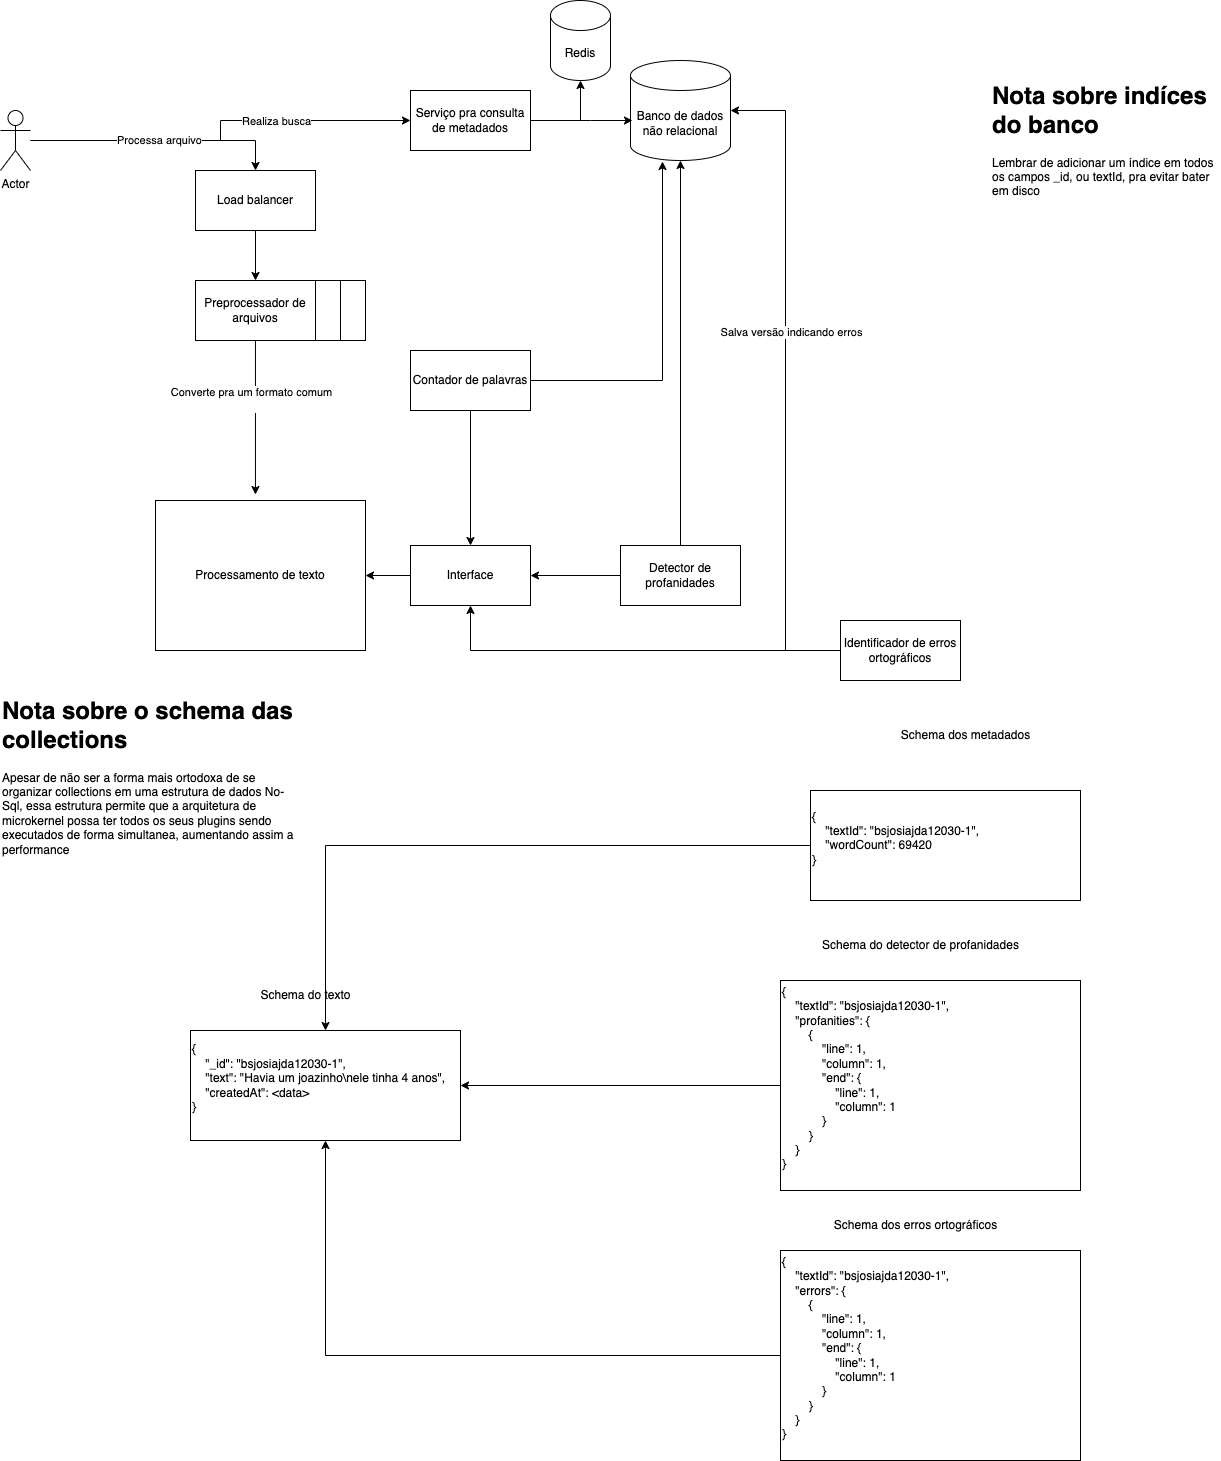 Redis
Banco de dados
não relacional
Serviço pra consulta
de metadados
Realiza busca
Processa arquivo
Actor
Load balancer
Nota sobre indíces
do banco
Lembrar de adicionar um índice em todos
os campos _id, ou textId, pra evitar bater
em disco
Preprocessador de
arquivos
Salva versão indicando erros
Converte pra um formato comum
Contador de palavras
Processamento de texto
Interface
Detector de
profanidades
Identificador de erros
ortográficos
Nota sobre o schema das
collections
Apesar de não ser a forma mais ortodoxa de se
organizar collections em uma estrutura de dados No-
Sql, essa estrutura permite que a arquitetura de
microkernel possa ter todos os seus plugins sendo
executados de forma simultanea, aumentando assim a
performance
Schema dos metadados
{
"textId": "bsjosiajda12030-1",
"wordCount": 69420
}
Schema do detector de profanidades
{
"textId": "bsjosiajda12030-1",
"profanities": {
{
"line": 1,
"column": 1,
"end": {
"line": 1,
"column": 1
}
}
}
}
Schema do texto
{
"_id": "bsjosiajda12030-1",
"text": "Havia um joazinho\nele tinha 4 anos",
"createdAt": <data>
}
Schema dos erros ortográficos
{
"textId": "bsjosiajda12030-1",
"errors": {
{
"line": 1,
"column": 1,
"end": {
"line": 1,
"column": 1
}
}
}
}